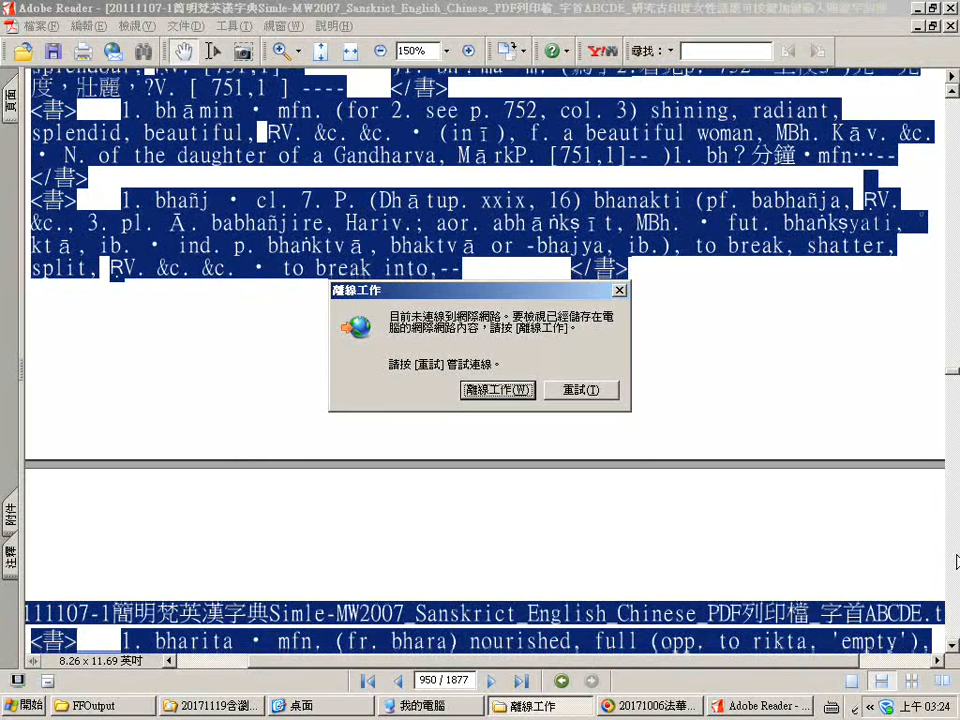 Adobe Reader - [20111107-1簡明梵英漢字典Simle-MW2007_Sanskrict_English_Chinese_PDF列印檔_字首ABCDE_研究古印度女性
檔案(F) 編輯(E) 檢視(V) 文件(D) 工具(T) 視窗(W) 說明(H)
150% 尋找:
頁面
splendour, ṚV. [751,1]
度,壯麗,?V. [ 751,1 ] ---- </書>
<書> 1. bhāmin · mfn. (for 2. see p. 752, col. 3) shining, radiant,
splendid, beautiful, ṚV. &c. &c. · (inī), f. a beautiful woman, MBh. Kāv. &c.
· N. of the daughter of a Gandharva, MārkP. [751,1]-- )1. bh?分鐘·mfn…--
</書>
<書> 1. bhañj · cl. 7. P. (Dhātup. xxix, 16) bhanakti (pf. babhañja, ṚV.
&c., 3. pl. Ā. babhañjire, Hariv.; aor. abhāṅkṣīt, MBh. · fut. bhaṅkṣyati,
ktā, ib. · ind. p. bhaṅktvā, bhaktvā or -bhajya, ib.), to break, shatter,
split, ṚV. &c. &c. · to break into,-- </書>
離線工作
目前未連線到網際網路。要檢視已經儲存在電
腦的網際網路內容,請按 [離線工作]。
請按 [重試] 嘗試連線。
離線工作(W) 重試(T)
附件
注釋
111107-1簡明梵英漢字典Simle-MW2007_Sanskrict_English_Chinese_PDF列印檔_字首ABCDE.t
<書> 1. bharita · mfn. (fr. bhara) nourished, full (opp. to rikta, 'empty'),
8.26 x 11.69 英吋
950 / 1877
開始 FFOutput 20171119含瀏... 桌面 我的電腦 離線工作 20171006法華... Adobe Reader - ... 上午 03:24